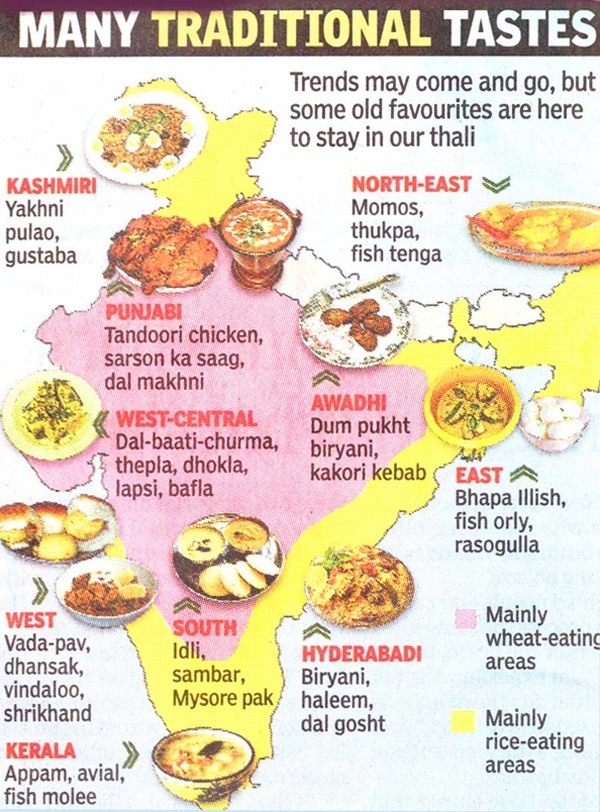 MANY TRADITIONAL TASTES
Trends may come and go, but
some old favourites are here
to stay in our thali
KASHMIRI
Yakhni
pulao,
gustaba
NORTH-EAST
Momos,
thukpa,
fish tenga
PUNJABI
Tandoori chicken,
sarson ka saag,
dal makhni
WEST-CENTRAL
Dal-baati-churma,
thepla, dhokla,
lapsi, bafla
AWADHI
Dum pukht
biryani,
kakori kebab
EAST
Bhapa Illish,
fish orly,
rasogulla
WEST
Vada-pav,
dhansak,
vindaloo,
shrikhand
SOUTH
Idli,
sambar,
Mysore pak
HYDERABADI
Biryani,
haleem,
dal gosht
KERALA
Appam, avial,
fish molee
Mainly
wheat-eating
areas
Mainly
rice-eating
areas